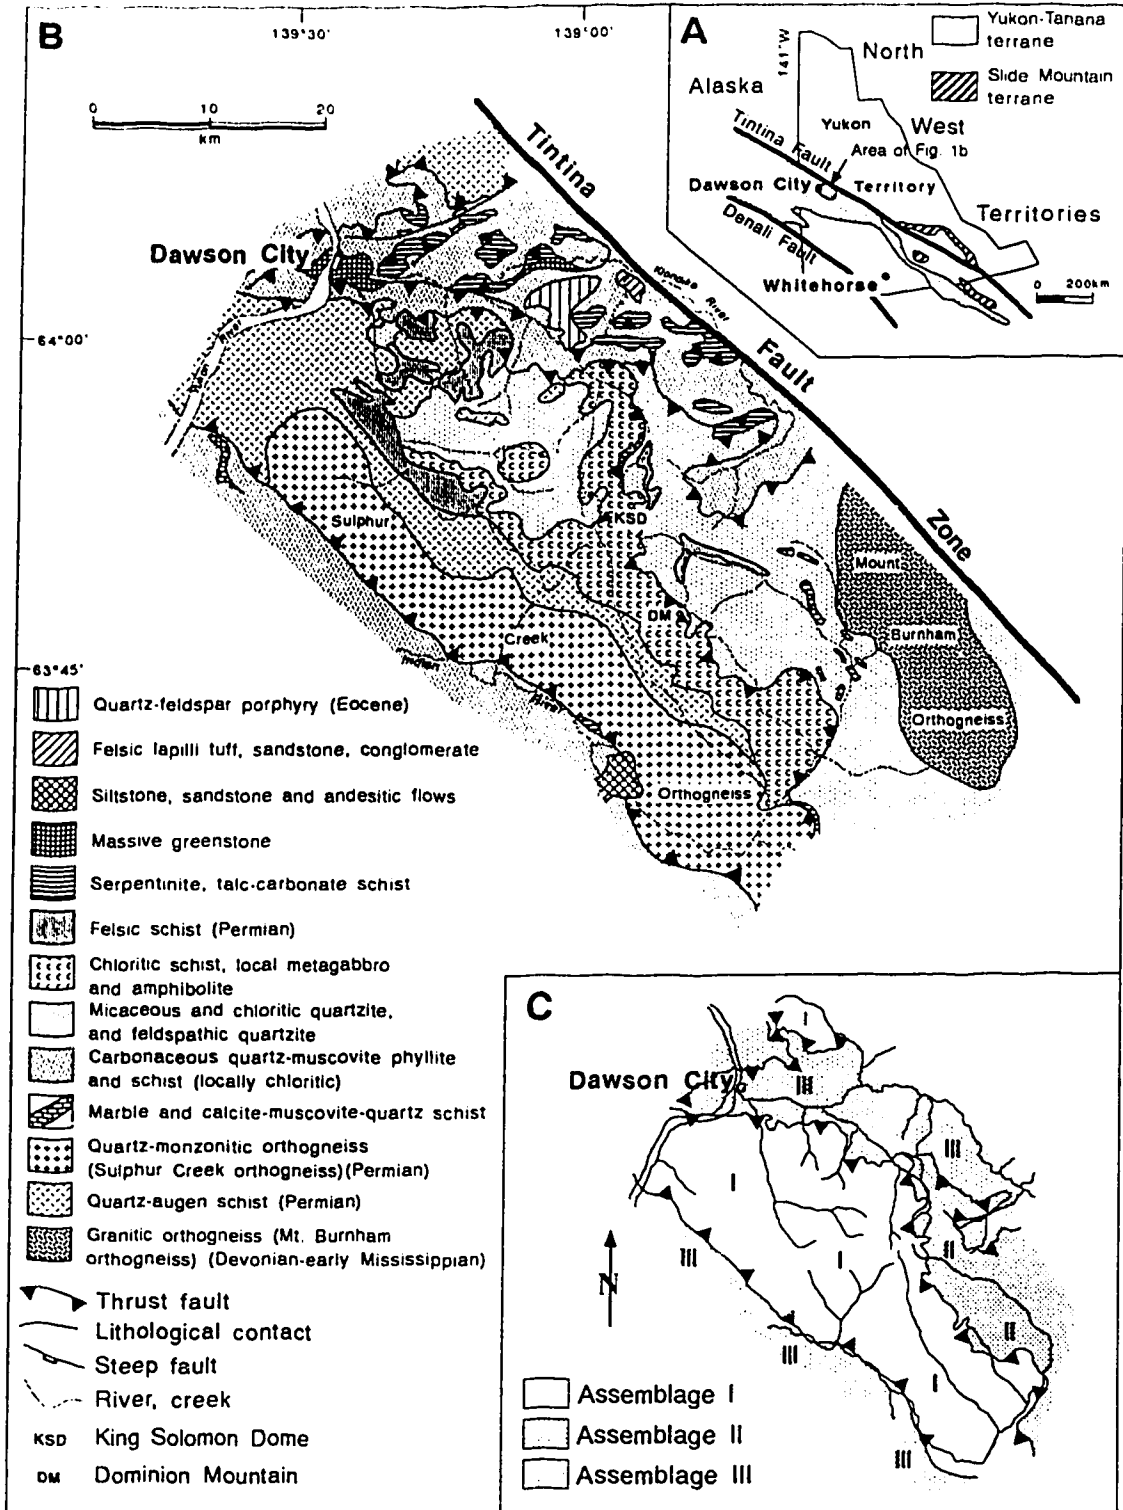 B
139°30'
139°00'
0 10 20
km
Tintina
Fault
Zone
Dawson City
64°00'
63°45'
Klondike River
Yukon River
Sulphur
Creek
Orthogneiss
Indian
River
KSD
DM
Mount
Burnham
Orthogneiss
A
Yukon-Tanana
terrane
Slide Mountain
terrane
141°W
North
Alaska
Yukon
West
Tintina Fault
Area of Fig. 1b
Dawson City
Territory
Territories
Denali Fault
Whitehorse
0 200km
Quartz-feldspar porphyry (Eocene)
Felsic lapilli tuff, sandstone, conglomerate
Siltstone, sandstone and andesitic flows
Massive greenstone
Serpentinite, talc-carbonate schist
Felsic schist (Permian)
Chloritic schist, local metagabbro
and amphibolite
Micaceous and chloritic quartzite,
and feldspathic quartzite
Carbonaceous quartz-muscovite phyllite
and schist (locally chloritic)
Marble and calcite-muscovite-quartz schist
Quartz-monzonitic orthogneiss
(Sulphur Creek orthogneiss)(Permian)
Quartz-augen schist (Permian)
Granitic orthogneiss (Mt. Burnham
orthogneiss) (Devonian-early Mississippian)
Thrust fault
Lithological contact
Steep fault
River, creek
KSD King Solomon Dome
DM Dominion Mountain
C
I
Dawson City
III
III
I
I
III
I
II
II
III
I
III
N
Assemblage I
Assemblage II
Assemblage III